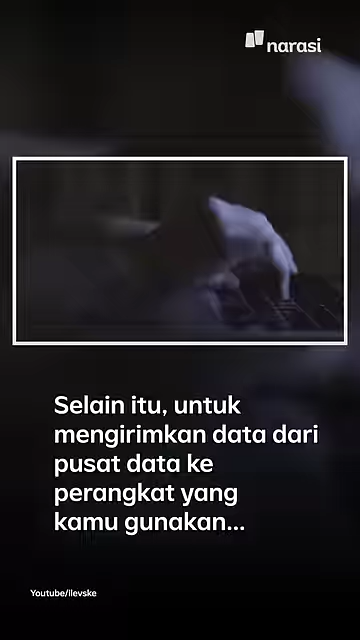 narasi
Selain itu, untuk
mengirimkan data dari
pusat data ke
perangkat yang
kamu gunakan...
Youtube/ilevske